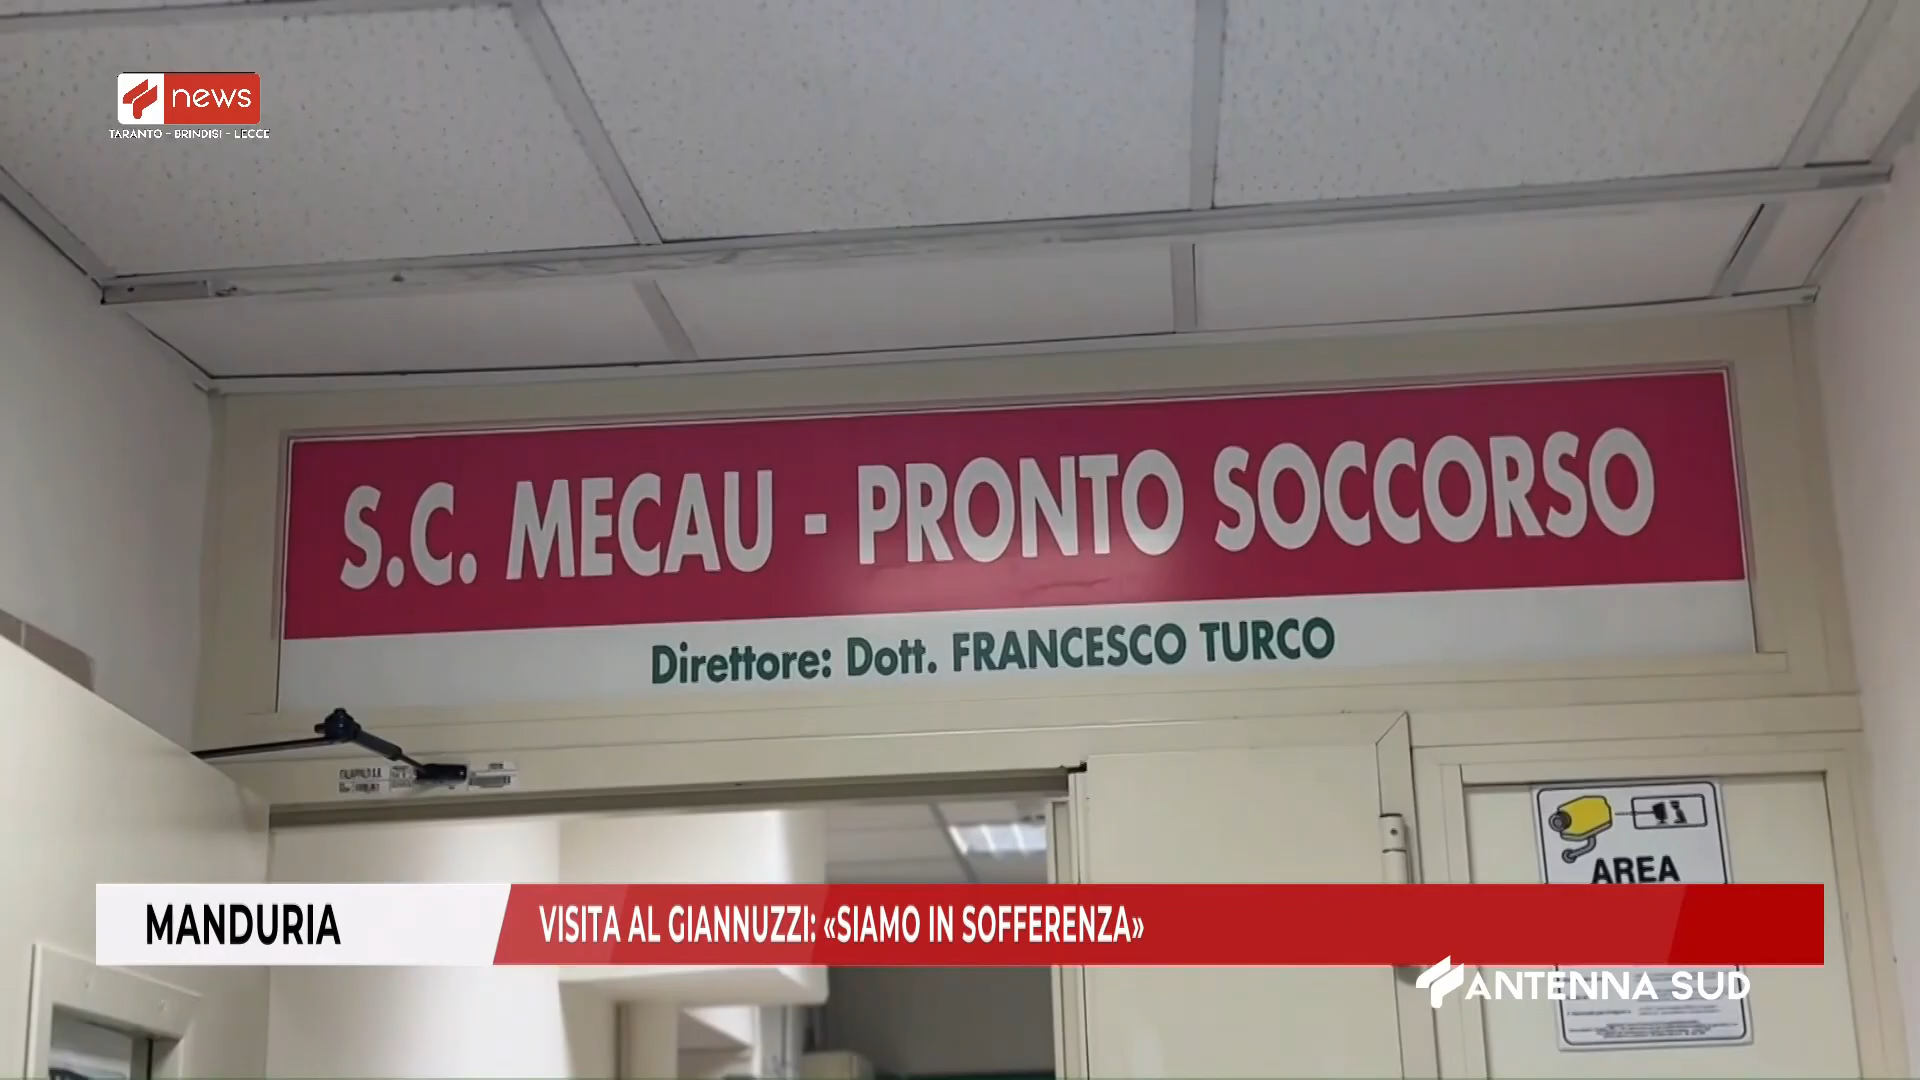 news
TARANTO - BRINDISI - LECCE
S.C. MECAU - PRONTO SOCCORSO
Direttore: Dott. FRANCESCO TURCO
AREA
MANDURIA
VISITA AL GIANNUZZI: «SIAMO IN SOFFERENZA»
ANTENNA SUD